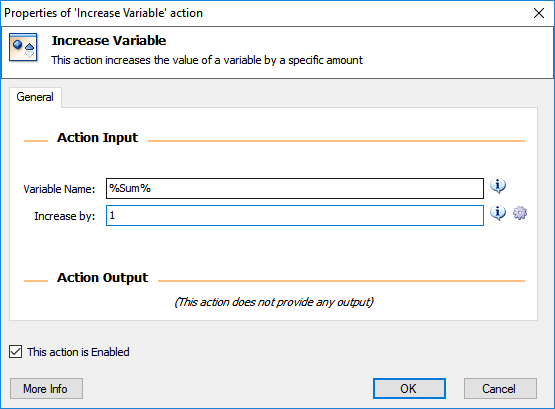 Properties of 'Increase Variable' action
Increase Variable
This action increases the value of a variable by a specific amount
General
Action Input
Variable Name: %Sum%
Increase by: 1
Action Output
(This action does not provide any output)
This action is Enabled
More Info OK Cancel